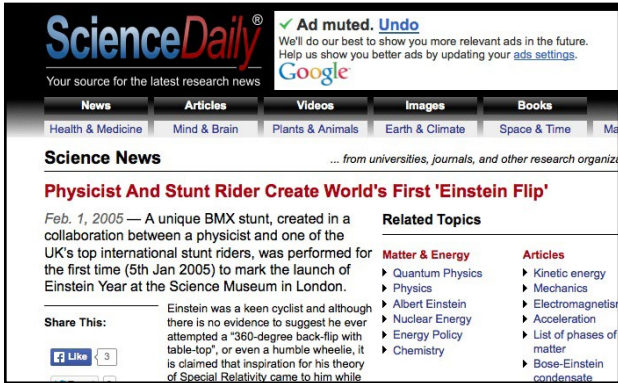 ScienceDaily®
Your source for the latest research news
✓ Ad muted. Undo
We'll do our best to show you more relevant ads in the future.
Help us show you better ads by updating your ads settings.
Google
News Articles Videos Images Books
Health & Medicine Mind & Brain Plants & Animals Earth & Climate Space & Time Ma
Science News
... from universities, journals, and other research organiza
Physicist And Stunt Rider Create World's First 'Einstein Flip'
Feb. 1, 2005 — A unique BMX stunt, created in a
collaboration between a physicist and one of the
UK's top international stunt riders, was performed for
the first time (5th Jan 2005) to mark the launch of
Einstein Year at the Science Museum in London.
Share This:
Like 3
Einstein was a keen cyclist and although
there is no evidence to suggest he ever
attempted a "360-degree back-flip with
table-top", or even a humble wheelie, it
is claimed that inspiration for his theory
of Special Relativity came to him while
Related Topics
Matter & Energy
Quantum Physics
Physics
Albert Einstein
Nuclear Energy
Energy Policy
Chemistry
Articles
Kinetic energy
Mechanics
Electromagnetism
Acceleration
List of phases of
matter
Bose-Einstein
condensate